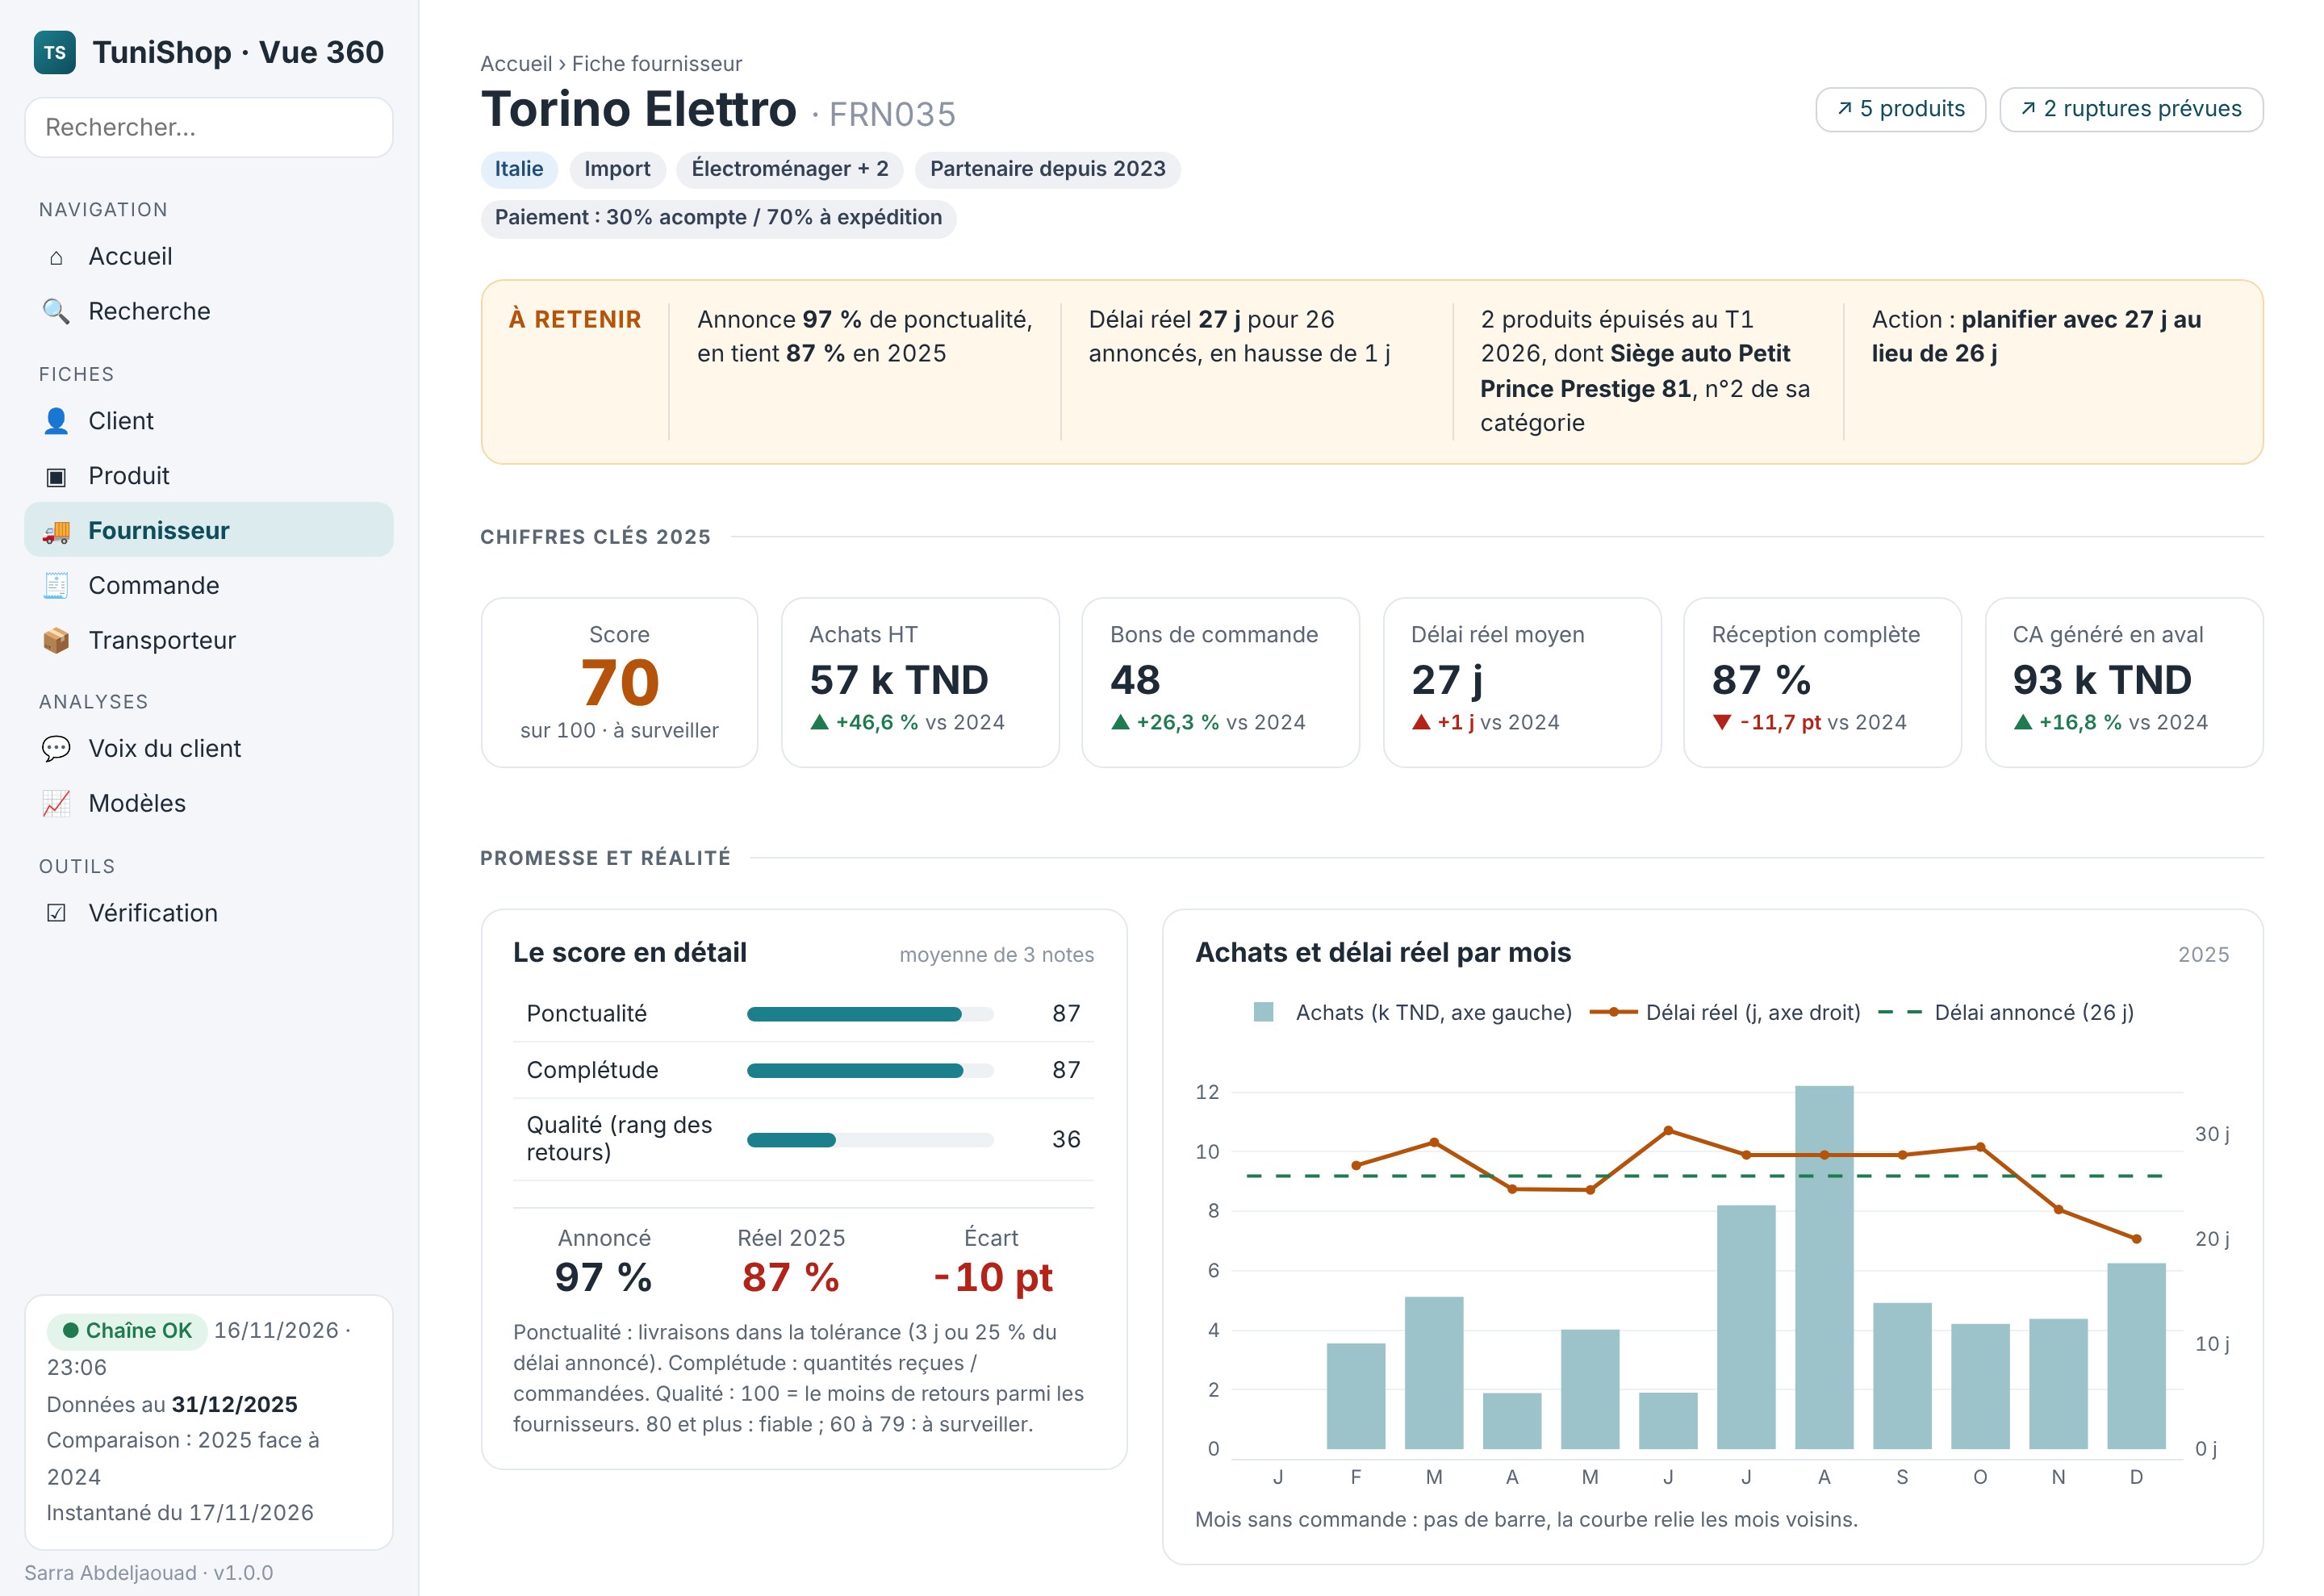 TS TuniShop · Vue 360
Rechercher...
NAVIGATION
Accueil
Recherche
FICHES
Client
Produit
Fournisseur
Commande
Transporteur
ANALYSES
Voix du client
Modèles
OUTILS
Vérification
Chaîne OK 16/11/2026 ·
23:06
Données au 31/12/2025
Comparaison : 2025 face à
2024
Instantané du 17/11/2026
Sarra Abdeljaouad · v1.0.0
Accueil › Fiche fournisseur
Torino Elettro · FRN035
↗ 5 produits
↗ 2 ruptures prévues
Italie
Import
Électroménager + 2
Partenaire depuis 2023
Paiement : 30% acompte / 70% à expédition
À RETENIR
Annonce 97 % de ponctualité,
en tient 87 % en 2025
Délai réel 27 j pour 26
annoncés, en hausse de 1 j
2 produits épuisés au T1
2026, dont Siège auto Petit
Prince Prestige 81, n°2 de sa
catégorie
Action : planifier avec 27 j au
lieu de 26 j
CHIFFRES CLÉS 2025
Score
70
sur 100 · à surveiller
Achats HT
57 k TND
▲ +46,6 % vs 2024
Bons de commande
48
▲ +26,3 % vs 2024
Délai réel moyen
27 j
▲ +1 j vs 2024
Réception complète
87 %
▼ -11,7 pt vs 2024
CA généré en aval
93 k TND
▲ +16,8 % vs 2024
PROMESSE ET RÉALITÉ
Le score en détail
moyenne de 3 notes
Ponctualité 87
Complétude 87
Qualité (rang des
retours) 36
Annoncé
97 %
Réel 2025
87 %
Écart
-10 pt
Ponctualité : livraisons dans la tolérance (3 j ou 25 % du
délai annoncé). Complétude : quantités reçues /
commandées. Qualité : 100 = le moins de retours parmi les
fournisseurs. 80 et plus : fiable ; 60 à 79 : à surveiller.
Achats et délai réel par mois
2025
Achats (k TND, axe gauche) Délai réel (j, axe droit) Délai annoncé (26 j)
12
10
8
6
4
2
0
30 j
20 j
10 j
0 j
J F M A M J J A S O N D
Mois sans commande : pas de barre, la courbe relie les mois voisins.